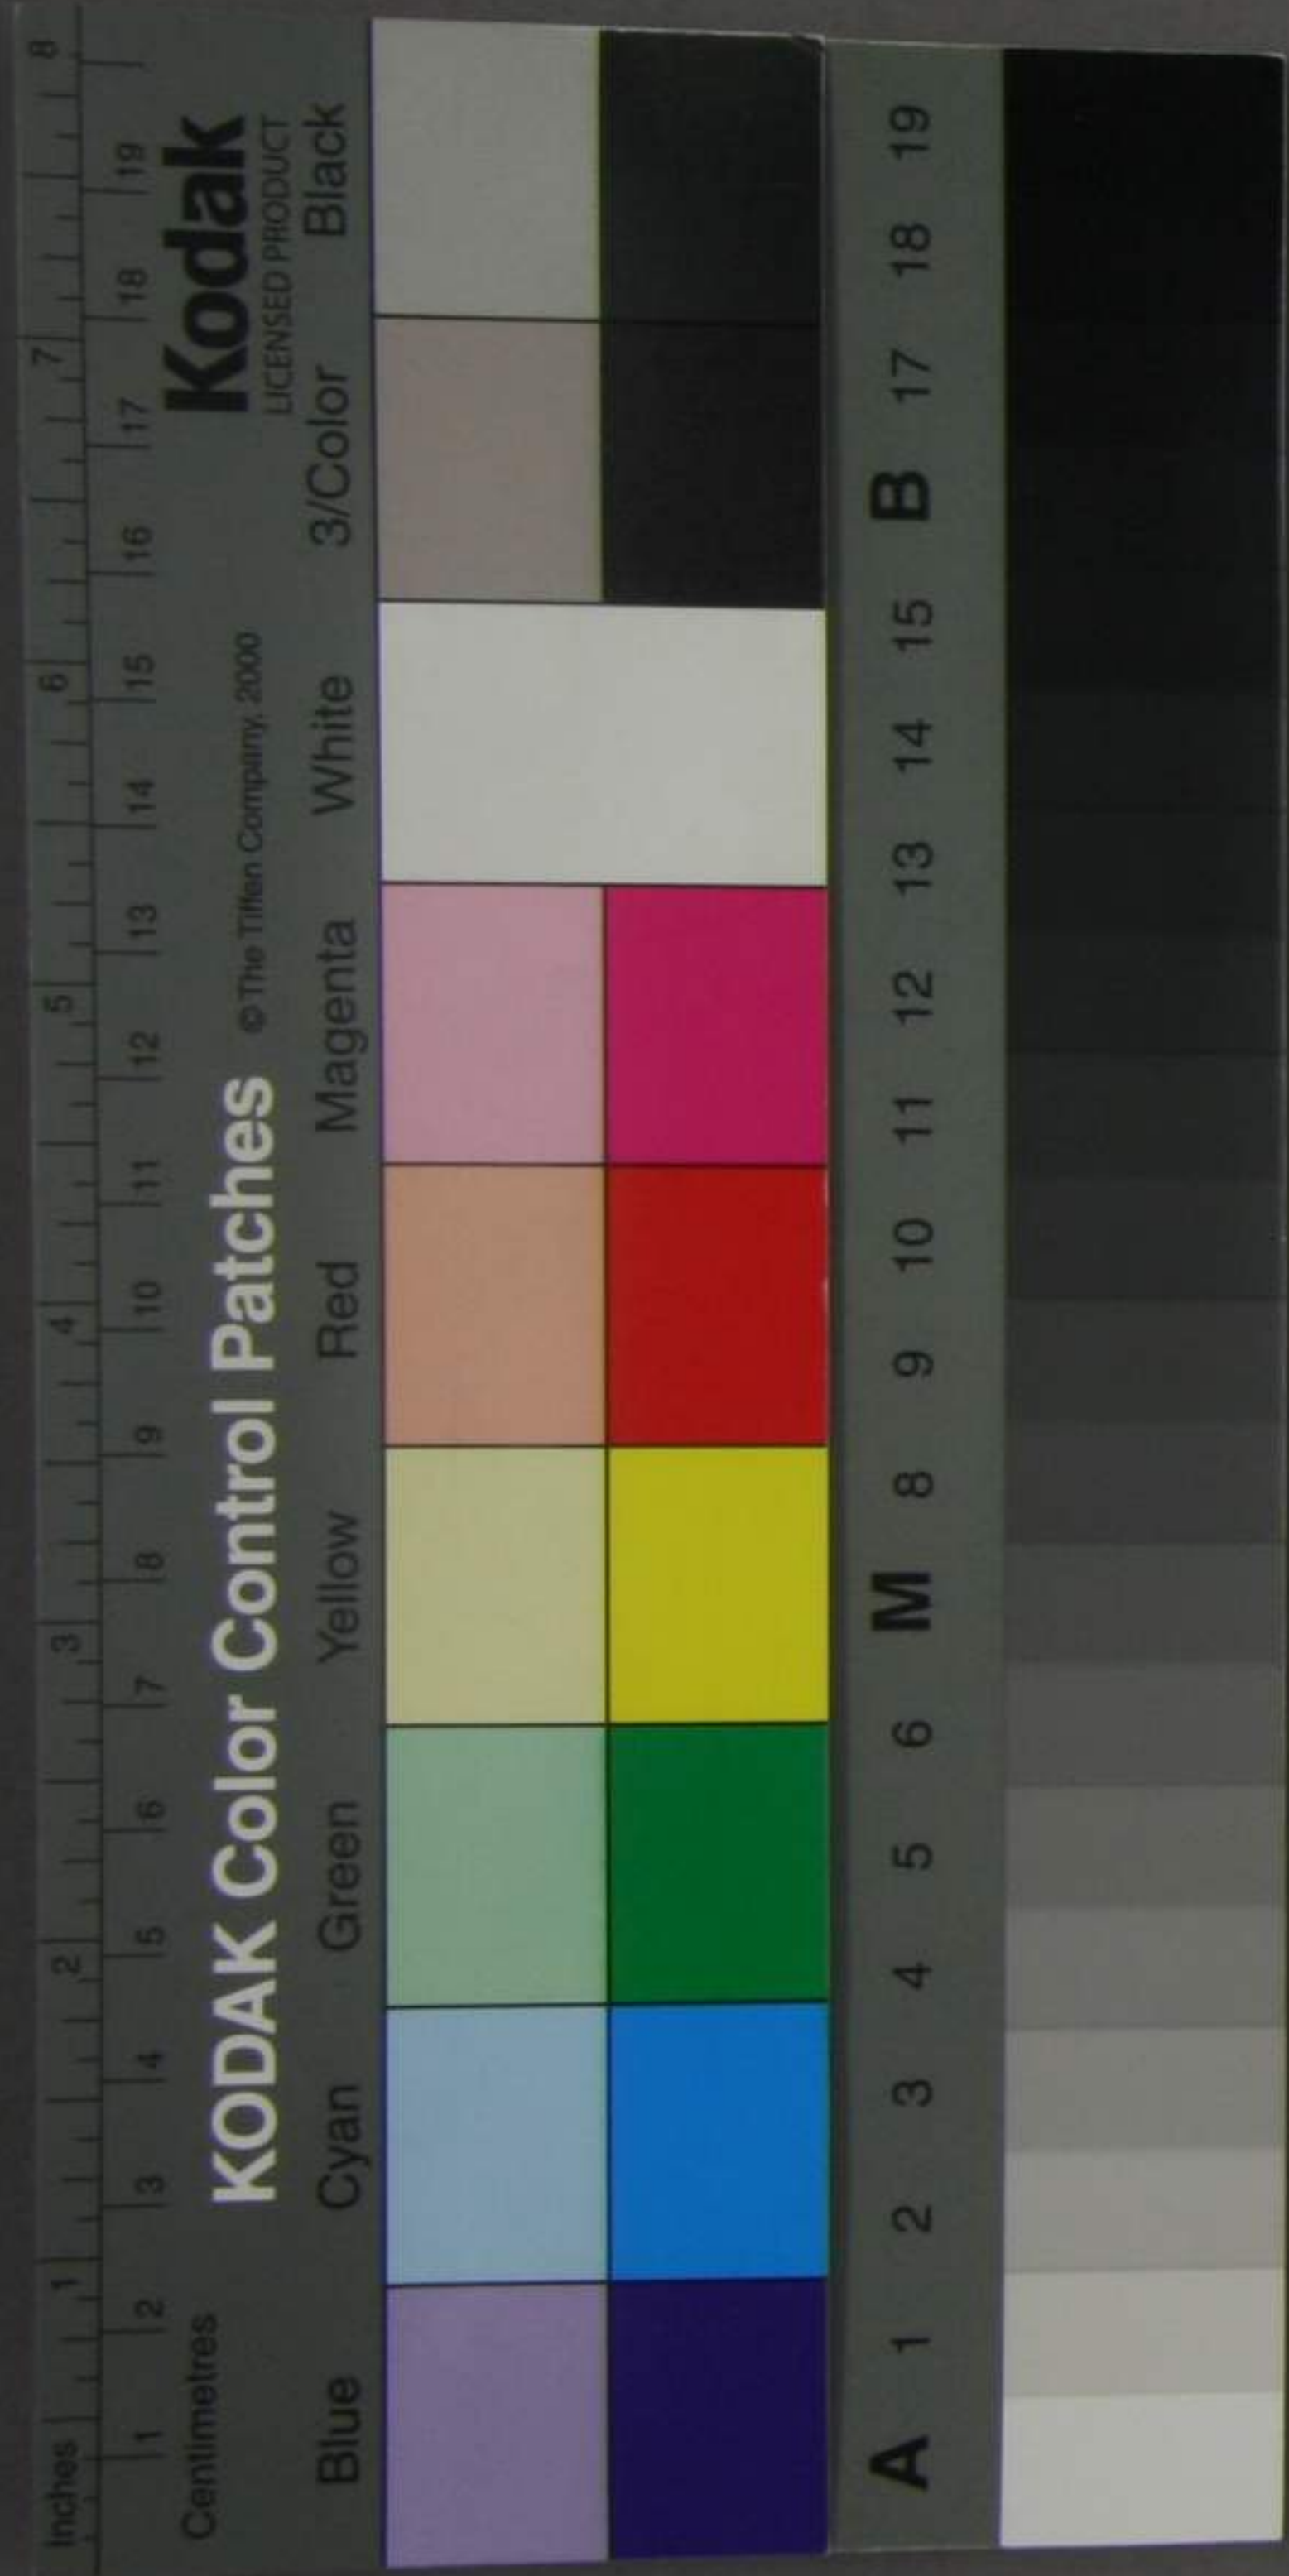 Inches 1 2 3 4 5 6 7 8
Centimetres 1 2 3 4 5 6 7 8 9 10 11 12 13 14 15 16 17 18 19
KODAK Color Control Patches © The Tiffen Company, 2000 Kodak
LICENSED PRODUCT
Blue Cyan Green Yellow Red Magenta White 3/Color Black
A 1 2 3 4 5 6 M 8 9 10 11 12 13 14 15 B 17 18 19